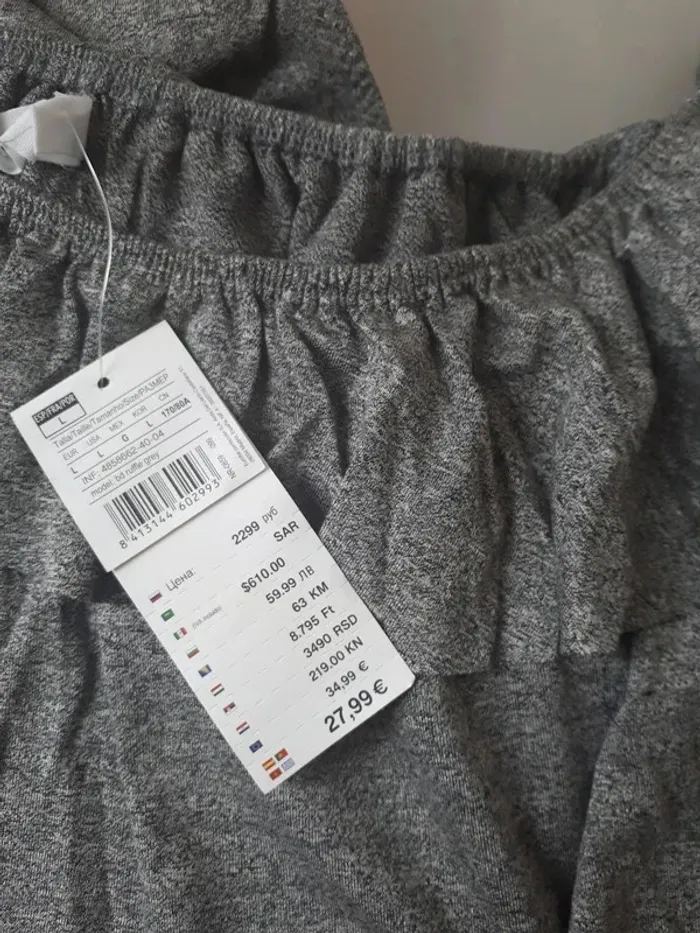 ESP/FRA/POR
L
Talla/Taille/Tamanho/Size/РАЗМЕР
EUR USA MEX KOR CN
L L G L 170/80A
INF: 4858662-40-04
model: bd ruffle grey
8 413144 602993
Цена: 2299 руб
SAR
$610.00
59.99 ЛВ
63 KM
8.795 Ft
3490 RSD
219.00 KN
34,99 €
27,99 €